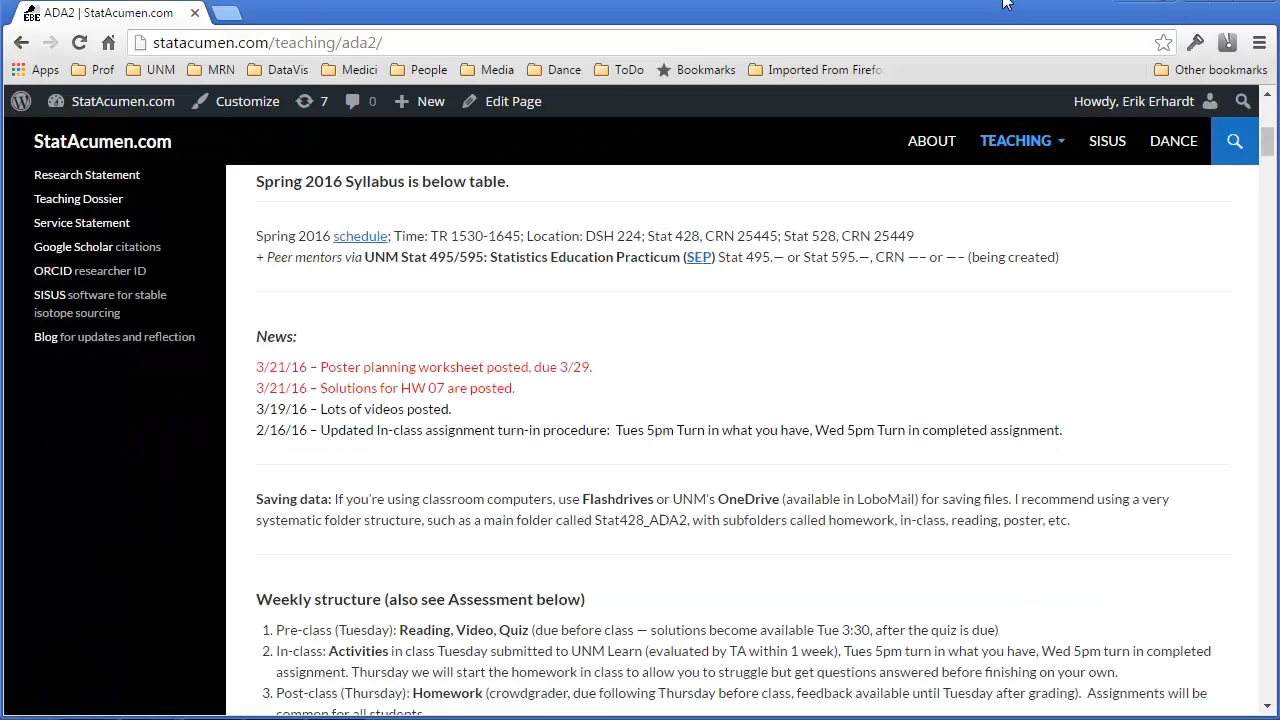 ADA2 | StatAcumen.com
statacumen.com/teaching/ada2/
Apps Prof UNM MRN DataVis Medici People Media Dance ToDo Bookmarks Imported From Firefo Other bookmarks
StatAcumen.com Customize 7 0 New Edit Page Howdy, Erik Erhardt
StatAcumen.com ABOUT TEACHING SISUS DANCE
Research Statement
Teaching Dossier
Service Statement
Google Scholar citations
ORCID researcher ID
SISUS software for stable
isotope sourcing
Blog for updates and reflection
Spring 2016 Syllabus is below table.
Spring 2016 schedule; Time: TR 1530-1645; Location: DSH 224; Stat 428, CRN 25445; Stat 528, CRN 25449
+ Peer mentors via UNM Stat 495/595: Statistics Education Practicum (SEP) Stat 495.— or Stat 595.—, CRN —– or —– (being created)
News:
3/21/16 – Poster planning worksheet posted, due 3/29.
3/21/16 – Solutions for HW 07 are posted.
3/19/16 – Lots of videos posted.
2/16/16 – Updated In-class assignment turn-in procedure: Tues 5pm Turn in what you have, Wed 5pm Turn in completed assignment.
Saving data: If you're using classroom computers, use Flashdrives or UNM's OneDrive (available in LoboMail) for saving files. I recommend using a very
systematic folder structure, such as a main folder called Stat428_ADA2, with subfolders called homework, in-class, reading, poster, etc.
Weekly structure (also see Assessment below)
1. Pre-class (Tuesday): Reading, Video, Quiz (due before class — solutions become available Tue 3:30, after the quiz is due)
2. In-class: Activities in class Tuesday submitted to UNM Learn (evaluated by TA within 1 week), Tues 5pm turn in what you have, Wed 5pm turn in completed
assignment. Thursday we will start the homework in class to allow you to struggle but get questions answered before finishing on your own.
3. Post-class (Thursday): Homework (crowdgrader, due following Thursday before class, feedback available until Tuesday after grading). Assignments will be
common for all students.